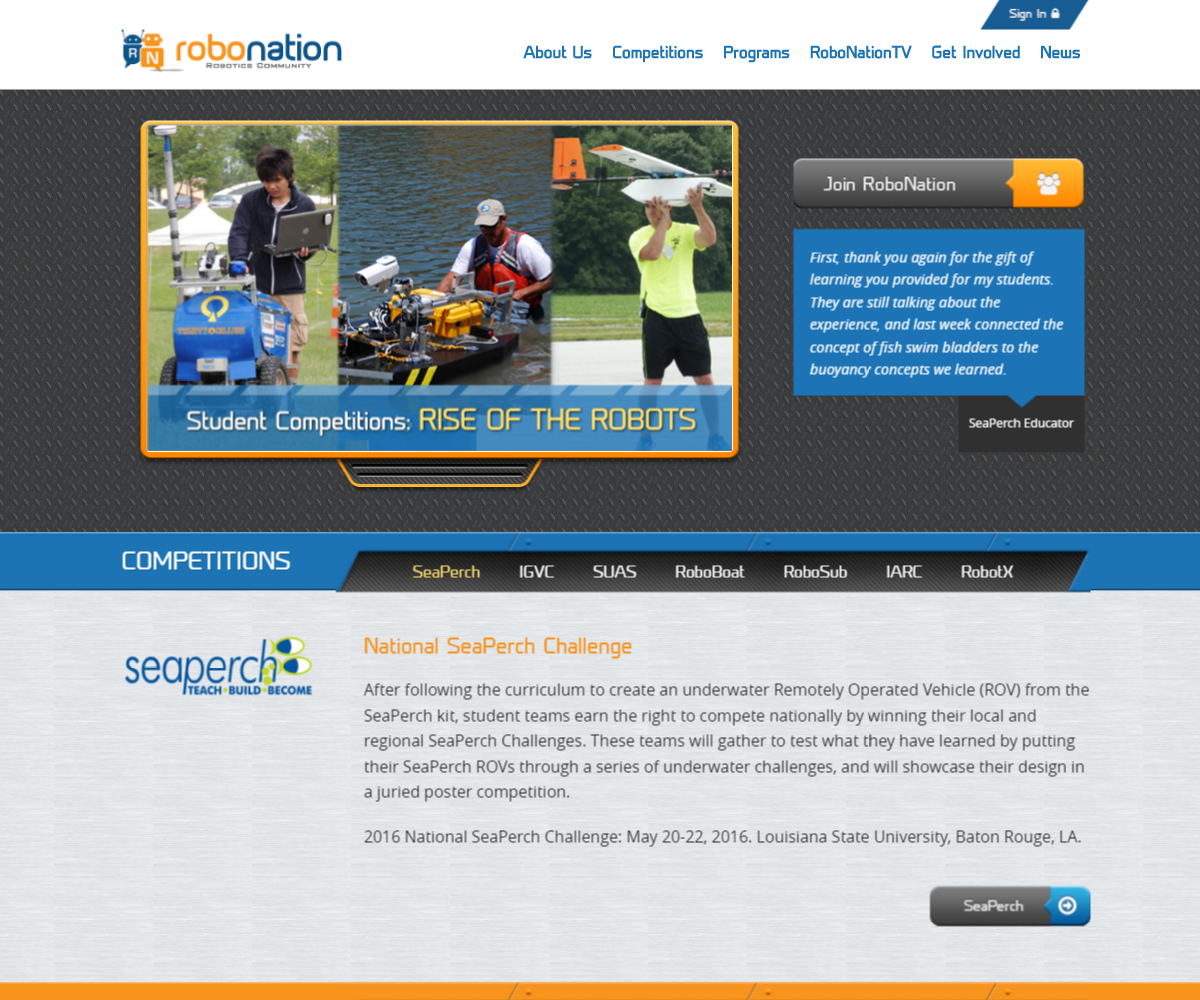 Sign In
RN
robonation
ROBOTICS COMMUNITY
About Us Competitions Programs RoboNationTV Get Involved News
Student Competitions: RISE OF THE ROBOTS
Join RoboNation
First, thank you again for the gift of
learning you provided for my students.
They are still talking about the
experience, and last week connected the
concept of fish swim bladders to the
buoyancy concepts we learned.
SeaPerch Educator
COMPETITIONS
SeaPerch IGVC SUAS RoboBoat RoboSub IARC RobotX
seaperch
TEACH•BUILD•BECOME
National SeaPerch Challenge
After following the curriculum to create an underwater Remotely Operated Vehicle (ROV) from the
SeaPerch kit, student teams earn the right to compete nationally by winning their local and
regional SeaPerch Challenges. These teams will gather to test what they have learned by putting
their SeaPerch ROVs through a series of underwater challenges, and will showcase their design in
a juried poster competition.
2016 National SeaPerch Challenge: May 20-22, 2016. Louisiana State University, Baton Rouge, LA.
SeaPerch